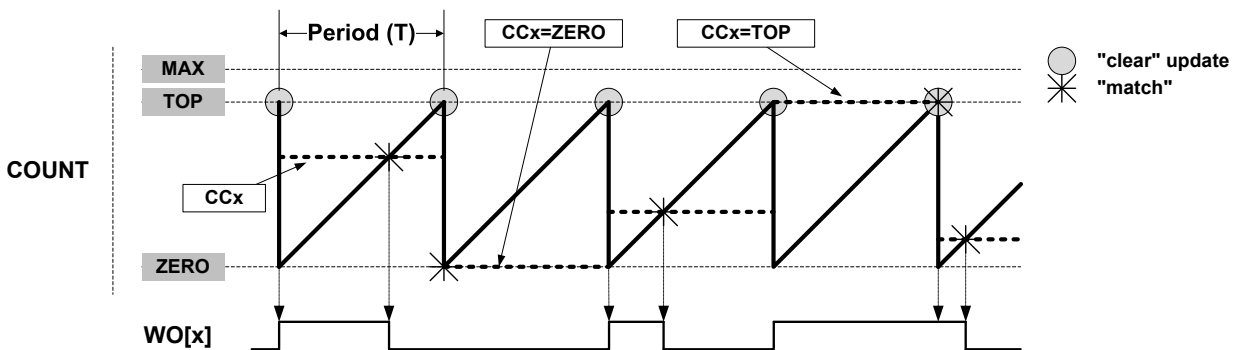 Period (T)
CCx=ZERO
CCx=TOP
"clear" update
"match"
MAX
TOP
COUNT
CCx
ZERO
WO[x]